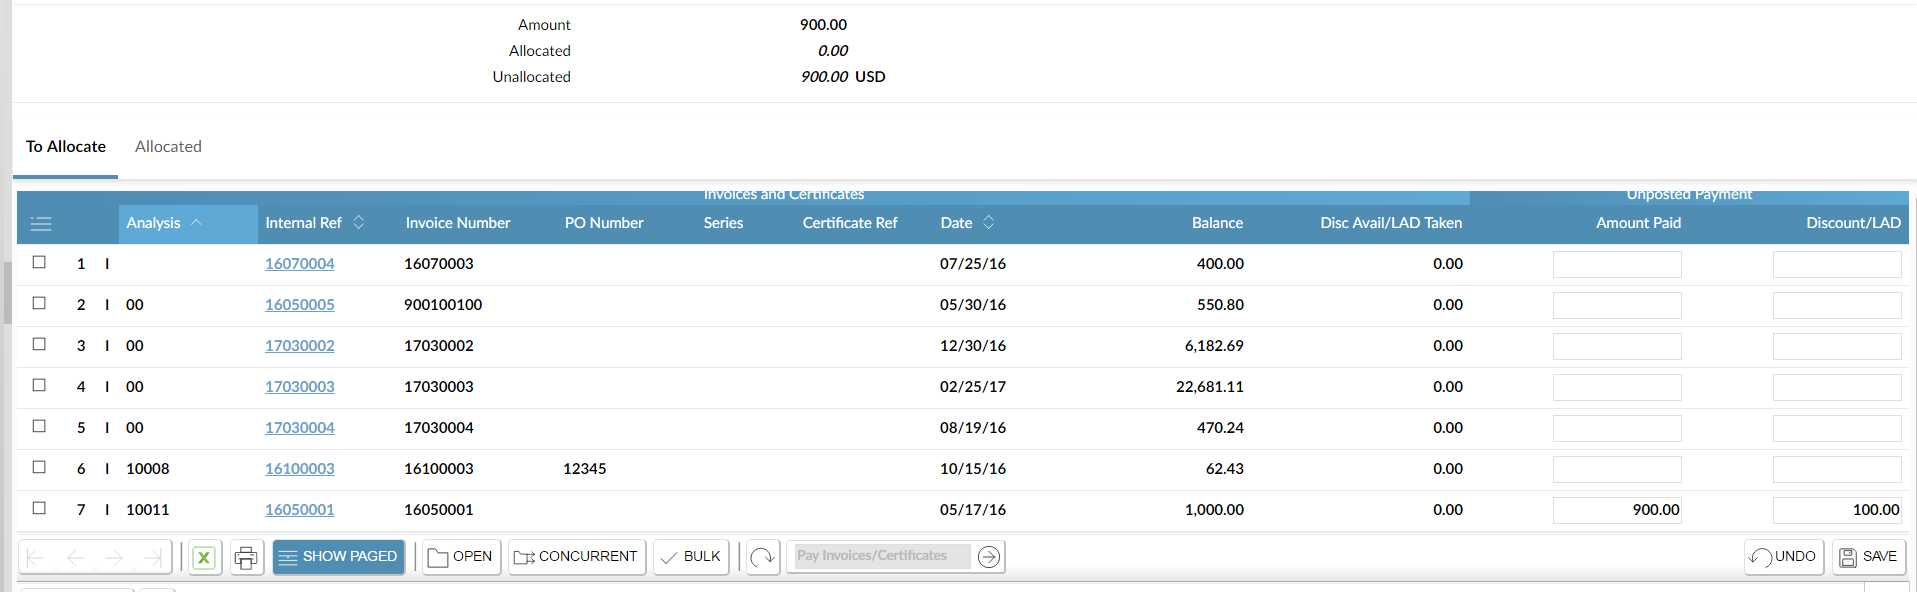 Amount 900.00
Allocated 0.00
Unallocated 900.00 USD
To Allocate Allocated
Invoices and Certificates Unposted Payment
Analysis Internal Ref Invoice Number PO Number Series Certificate Ref Date Balance Disc Avail/LAD Taken Amount Paid Discount/LAD
1 I 16070004 16070003 07/25/16 400.00 0.00
2 I 00 16050005 900100100 05/30/16 550.80 0.00
3 I 00 17030002 17030002 12/30/16 6,182.69 0.00
4 I 00 17030003 17030003 02/25/17 22,681.11 0.00
5 I 00 17030004 17030004 08/19/16 470.24 0.00
6 I 10008 16100003 16100003 12345 10/15/16 62.43 0.00
7 I 10011 16050001 16050001 05/17/16 1,000.00 0.00 900.00 100.00
X SHOW PAGED OPEN CONCURRENT BULK Pay Invoices/Certificates UNDO SAVE